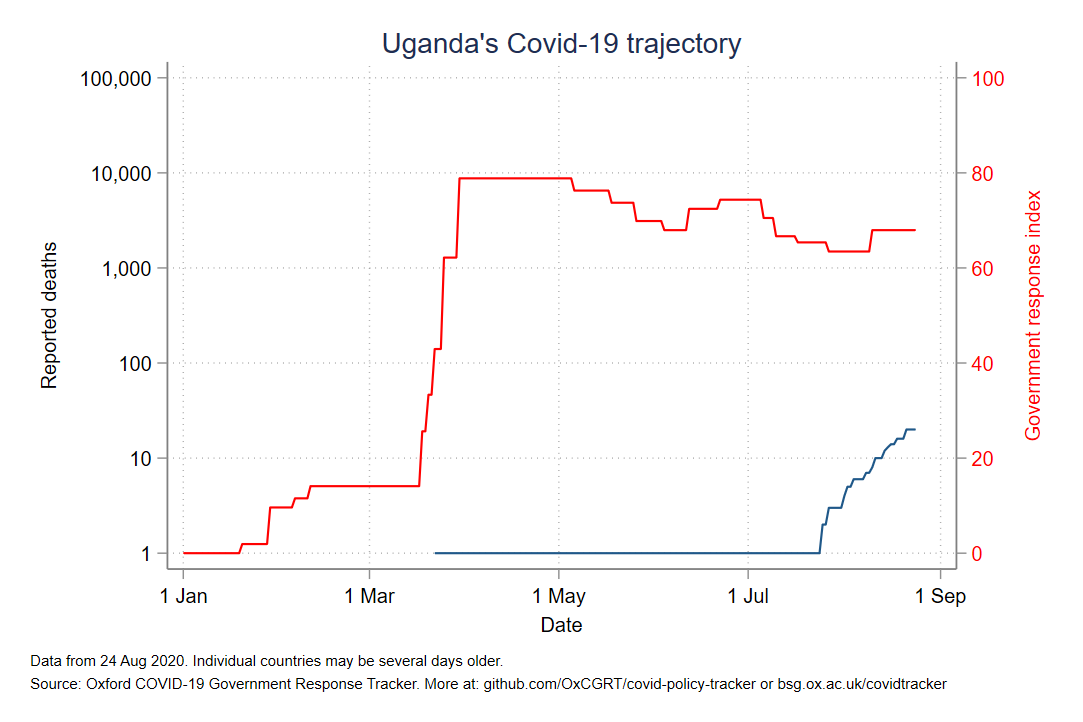 Uganda's Covid-19 trajectory
100,000
10,000
1,000
100
10
1
Reported deaths
100
80
60
40
20
0
Government response index
1 Jan
1 Mar
1 May
1 Jul
1 Sep
Date
Data from 24 Aug 2020. Individual countries may be several days older.
Source: Oxford COVID-19 Government Response Tracker. More at: github.com/OxCGRT/covid-policy-tracker or bsg.ox.ac.uk/covidtracker